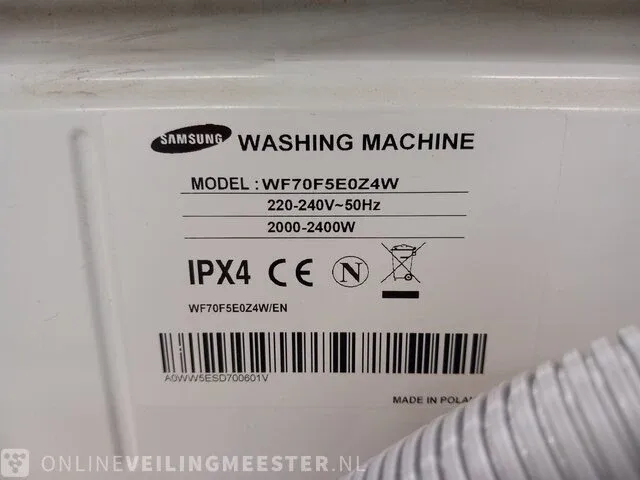 SAMSUNG WASHING MACHINE
MODEL : WF70F5E0Z4W
220-240V~50Hz
2000-2400W
IPX4 CE N
WF70F5E0Z4W/EN
A0WW5ESD700601V
MADE IN
ONLINEVEILINGMEESTER.NL